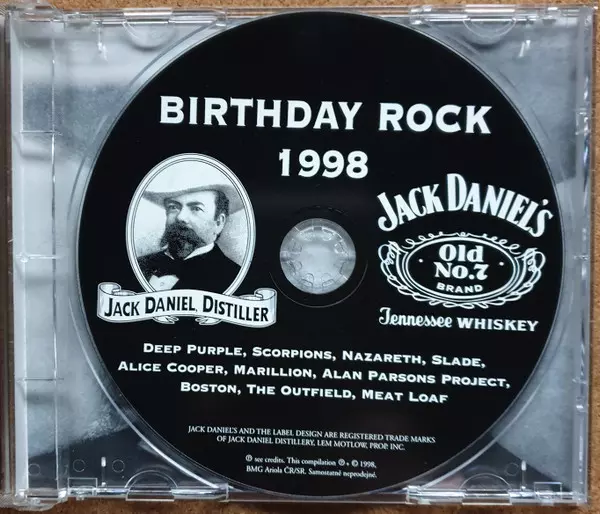 BIRTHDAY ROCK
1998
JACK DANIEL'S
Old
No.7
BRAND
Tennessee WHISKEY
JACK DANIEL, DISTILLER
DEEP PURPLE, SCORPIONS, NAZARETH, SLADE,
ALICE COOPER, MARILLION, ALAN PARSONS PROJECT,
BOSTON, THE OUTFIELD, MEAT LOAF
JACK DANIEL'S AND THE LABEL DESIGN ARE REGISTERED TRADE MARKS
OF JACK DANIEL DISTILLERY, LEM MOTLOW, PROP. INC.
℗ see credits. This compilation ℗ + © 1998,
BMG Ariola ČR/SR. Samostatně neprodejné.